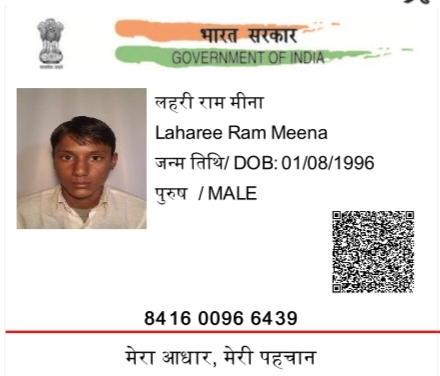 भारत सरकार
GOVERNMENT OF INDIA
लहरी राम मीना
Laharee Ram Meena
जन्म तिथि/ DOB: 01/08/1996
पुरुष / MALE
8416 0096 6439
मेरा आधार, मेरी पहचान